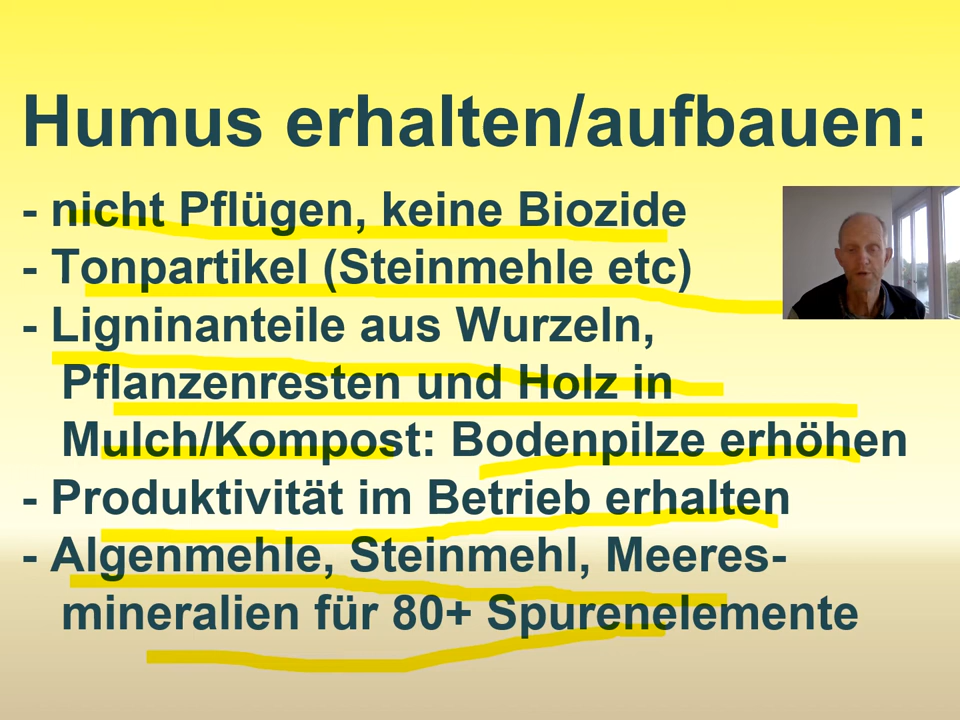 Humus erhalten/aufbauen:
- nicht Pflügen, keine Biozide
- Tonpartikel (Steinmehle etc)
- Ligninanteile aus Wurzeln,
Pflanzenresten und Holz in
Mulch/Kompost: Bodenpilze erhöhen
- Produktivität im Betrieb erhalten
- Algenmehle, Steinmehl, Meeres-
mineralien für 80+ Spurenelemente